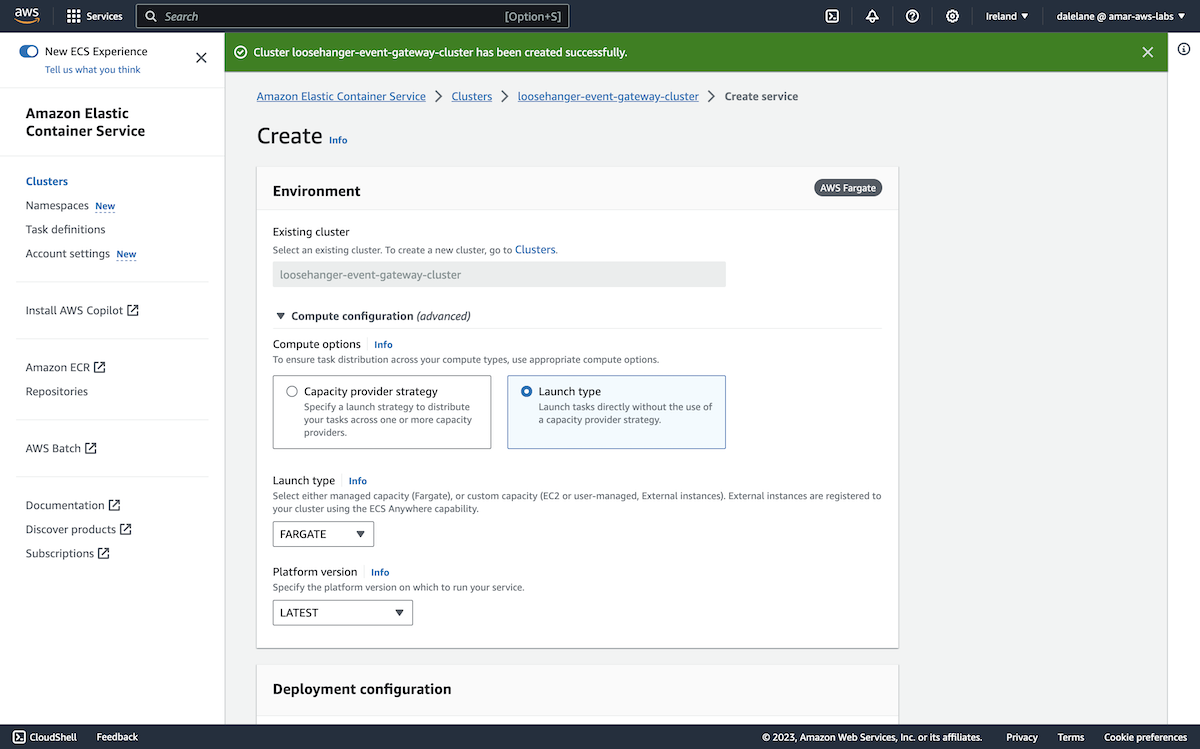 aws
Services
Search
[Option+S]
Ireland
dalelane @ amar-aws-labs
New ECS Experience
Tell us what you think
Amazon Elastic
Container Service
Clusters
Namespaces New
Task definitions
Account settings New
Install AWS Copilot
Amazon ECR
Repositories
AWS Batch
Documentation
Discover products
Subscriptions
Cluster loosehanger-event-gateway-cluster has been created successfully.
Amazon Elastic Container Service > Clusters > loosehanger-event-gateway-cluster > Create service
Create Info
Environment
AWS Fargate
Existing cluster
Select an existing cluster. To create a new cluster, go to Clusters.
loosehanger-event-gateway-cluster
Compute configuration (advanced)
Compute options Info
To ensure task distribution across your compute types, use appropriate compute options.
Capacity provider strategy
Specify a launch strategy to distribute
your tasks across one or more capacity
providers.
Launch type
Launch tasks directly without the use of
a capacity provider strategy.
Launch type Info
Select either managed capacity (Fargate), or custom capacity (EC2 or user-managed, External instances). External instances are registered to
your cluster using the ECS Anywhere capability.
FARGATE
Platform version Info
Specify the platform version on which to run your service.
LATEST
Deployment configuration
CloudShell
Feedback
© 2023, Amazon Web Services, Inc. or its affiliates.
Privacy
Terms
Cookie preferences